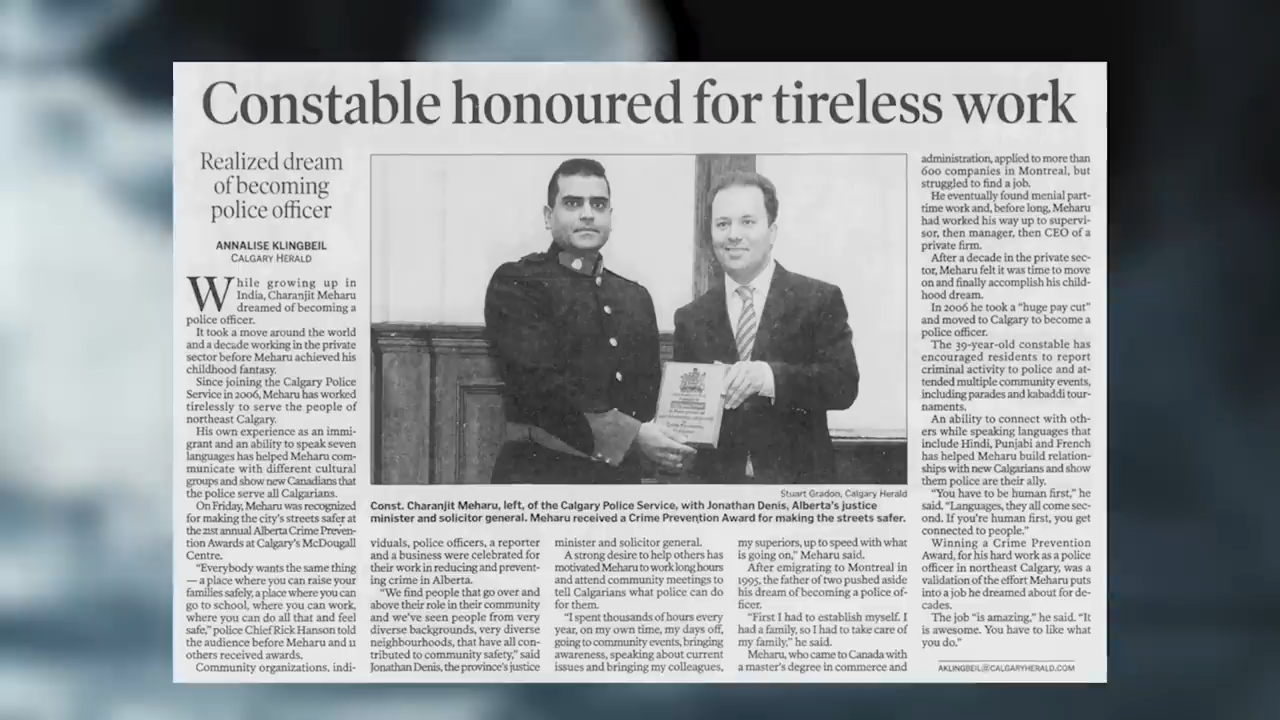 Constable honoured for tireless work
Realized dream
of becoming
police officer
ANNALISE KLINGBEIL
CALGARY HERALD
While growing up in
India, Charanjit Meharu
dreamed of becoming a
police officer.
It took a move around the world
and a decade working in the private
sector before Meharu achieved his
childhood fantasy.
Since joining the Calgary Police
Service in 2006, Meharu has worked
tirelessly to serve the people of
northeast Calgary.
His own experience as an immi-
grant and an ability to speak seven
languages has helped Meharu com-
municate with different cultural
groups and show new Canadians that
the police serve all Calgarians.
On Friday, Meharu was recognized
for making the city's streets safer at
the 21st annual Alberta Crime Preven-
tion Awards at Calgary's McDougall
Centre.
"Everybody wants the same thing
— a place where you can raise your
families safely, a place where you can
go to school, where you can work,
where you can do all that and feel
safe," police Chief Rick Hanson told
the audience before Meharu and 11
others received awards.
Community organizations, indi-
Stuart Gradon, Calgary Herald
Const. Charanjit Meharu, left, of the Calgary Police Service, with Jonathan Denis, Alberta's justice
minister and solicitor general. Meharu received a Crime Prevention Award for making the streets safer.
viduals, police officers, a reporter
and a business were celebrated for
their work in reducing and prevent-
ing crime in Alberta.
"We find people that go over and
above their role in their community
and we've seen people from very
diverse backgrounds, very diverse
neighbourhoods, that have all con-
tributed to community safety," said
Jonathan Denis, the province's justice
minister and solicitor general.
A strong desire to help others has
motivated Meharu to work long hours
and attend community meetings to
tell Calgarians what police can do
for them.
"I spent thousands of hours every
year, on my own time, my days off,
going to community events, bringing
awareness, speaking about current
issues and bringing my colleagues,
my superiors, up to speed with what
is going on," Meharu said.
After emigrating to Montreal in
1995, the father of two pushed aside
his dream of becoming a police of-
ficer.
"First I had to establish myself. I
had a family, so I had to take care of
my family," he said.
Meharu, who came to Canada with
a master's degree in commerce and
administration, applied to more than
600 companies in Montreal, but
struggled to find a job.
He eventually found menial part-
time work and, before long, Meharu
had worked his way up to supervi-
sor, then manager, then CEO of a
private firm.
After a decade in the private sec-
tor, Meharu felt it was time to move
on and finally accomplish his child-
hood dream.
In 2006 he took a "huge pay cut"
and moved to Calgary to become a
police officer.
The 39-year-old constable has
encouraged residents to report
criminal activity to police and at-
tended multiple community events,
including parades and kabaddi tour-
naments.
An ability to connect with oth-
ers while speaking languages that
include Hindi, Punjabi and French
has helped Meharu build relation-
ships with new Calgarians and show
them police are their ally.
"You have to be human first," he
said. "Languages, they all come sec-
ond. If you're human first, you get
connected to people."
Winning a Crime Prevention
Award, for his hard work as a police
officer in northeast Calgary, was a
validation of the effort Meharu puts
into a job he dreamed about for de-
cades.
The job "is amazing," he said. "It
is awesome. You have to like what
you do."
AKLINGBEIL@CALGARYHERALD.COM